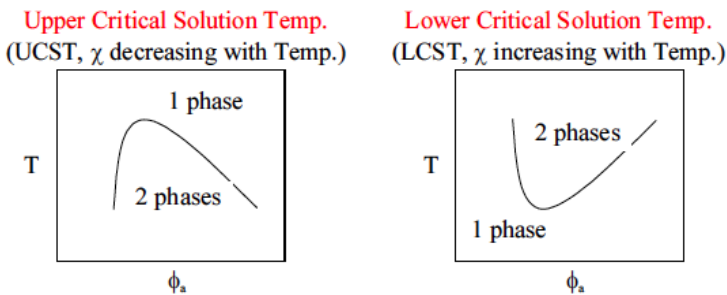 Upper Critical Solution Temp.
(UCST, χ decreasing with Temp.)
1 phase
T
2 phases
ϕₐ
Lower Critical Solution Temp.
(LCST, χ increasing with Temp.)
2 phases
T
1 phase
ϕₐ